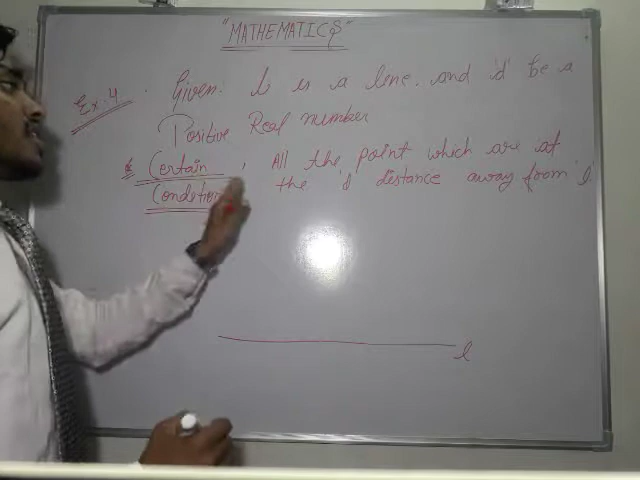 "MATHEMATICS"
Ex. 4 . Given. L is a line. and 'd' be a
Positive Real number
* Certain , All the point which are at
Condition the 'd distance away from 'l'
l